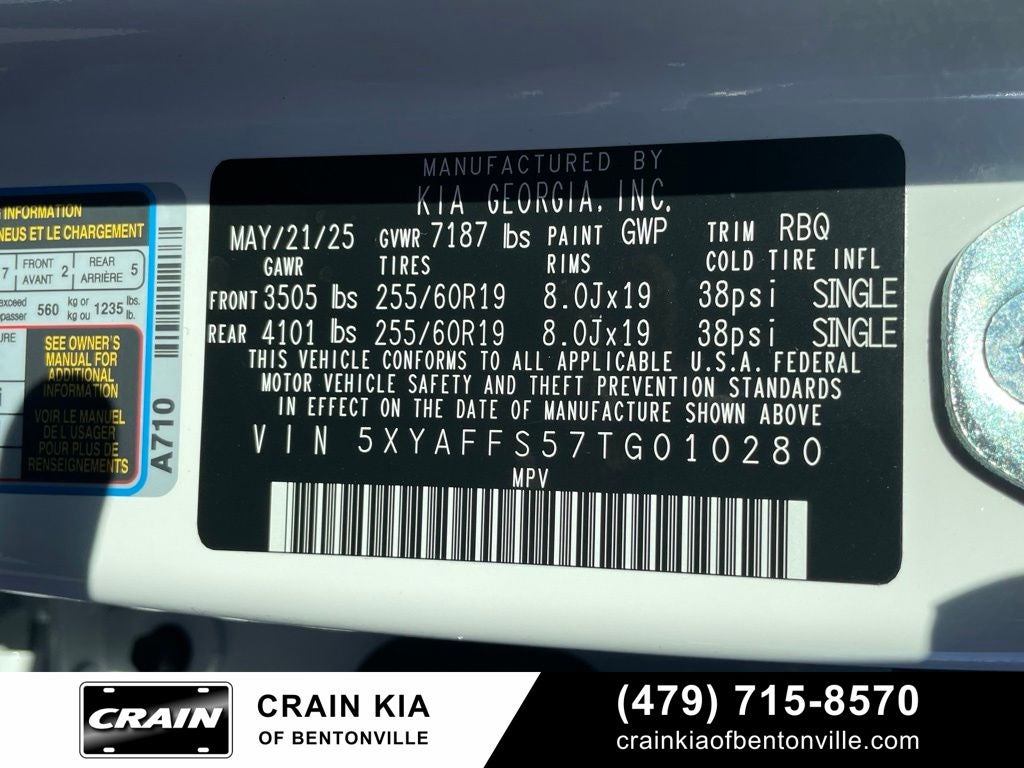 MANUFACTURED BY
KIA GEORGIA, INC.
MAY/21/25 GVWR 7187 lbs PAINT GWP TRIM RBQ
GAWR TIRES RIMS COLD TIRE INFL
FRONT 3505 lbs 255/60R19 8.0Jx19 38psi SINGLE
REAR 4101 lbs 255/60R19 8.0Jx19 38psi SINGLE
THIS VEHICLE CONFORMS TO ALL APPLICABLE U.S.A. FEDERAL
MOTOR VEHICLE SAFETY AND THEFT PREVENTION STANDARDS
IN EFFECT ON THE DATE OF MANUFACTURE SHOWN ABOVE
VIN 5XYAFFS57TG010280
MPV
INFORMATION
NEUS ET LE CHARGEMENT
7 FRONT AVANT 2 REAR ARRIÈRE 5
exceed
560 kg or kg ou 1235 lbs. lb.
SEE OWNER'S
MANUAL FOR
ADDITIONAL
INFORMATION
VOIR LE MANUEL
DE L'USAGER
POUR PLUS DE
RENSEIGNEMENTS
A710
CRAIN
CRAIN KIA
OF BENTONVILLE
(479) 715-8570
crainkiaofbentonville.com